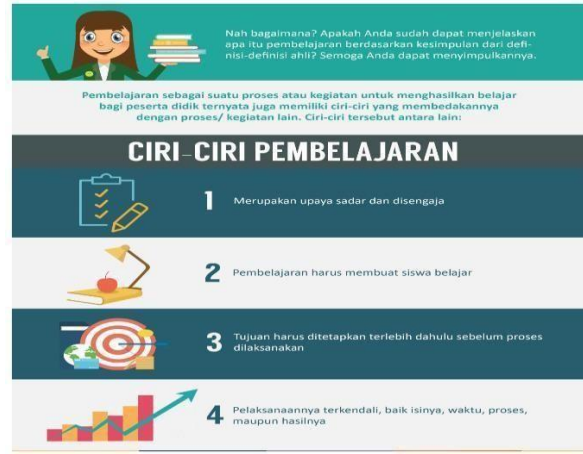 Nah bagaimana? Apakah Anda sudah dapat menjelaskan
apa itu pembelajaran berdasarkan kesimpulan dari defi-
nisi-definisi ahli? Semoga Anda dapat menyimpulkannya.
Pembelajaran sebagai suatu proses atau kegiatan untuk menghasilkan belajar
bagi peserta didik ternyata juga memiliki ciri-ciri yang membedakannya
dengan proses/ kegiatan lain. Ciri-ciri tersebut antara lain:
CIRI-CIRI PEMBELAJARAN
1 Merupakan upaya sadar dan disengaja
2 Pembelajaran harus membuat siswa belajar
3 Tujuan harus ditetapkan terlebih dahulu sebelum proses
dilaksanakan
4 Pelaksanaannya terkendali, baik isinya, waktu, proses,
maupun hasilnya